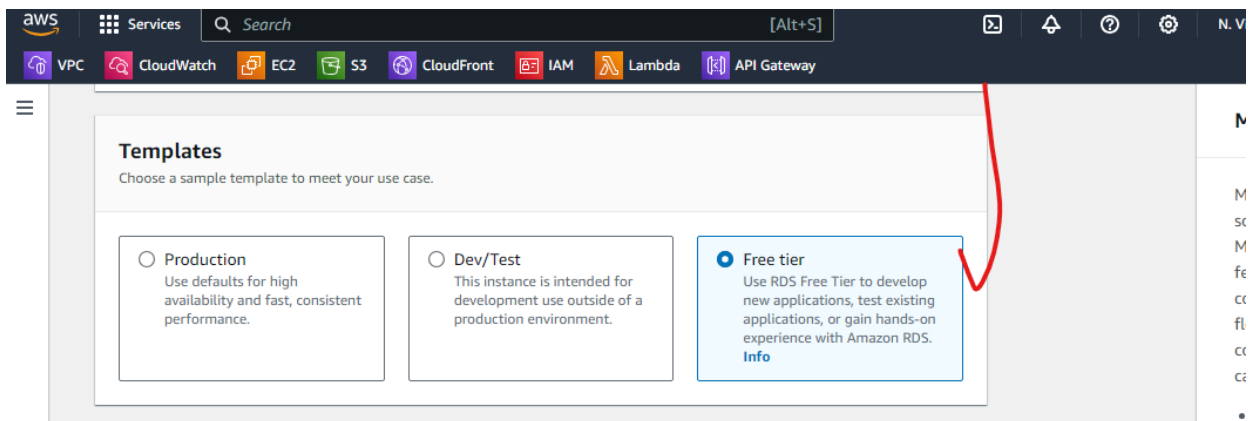 aws Services Search [Alt+S]
VPC CloudWatch EC2 S3 CloudFront IAM Lambda API Gateway
Templates
Choose a sample template to meet your use case.
Production
Use defaults for high
availability and fast, consistent
performance.
Dev/Test
This instance is intended for
development use outside of a
production environment.
Free tier
Use RDS Free Tier to develop
new applications, test existing
applications, or gain hands-on
experience with Amazon RDS.
Info